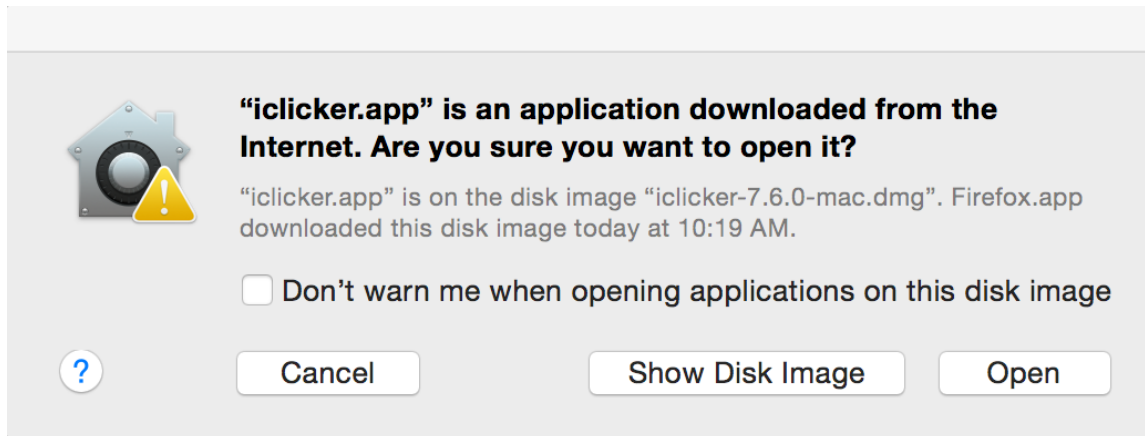 “iclicker.app” is an application downloaded from the
Internet. Are you sure you want to open it?
“iclicker.app” is on the disk image “iclicker-7.6.0-mac.dmg”. Firefox.app
downloaded this disk image today at 10:19 AM.
Don’t warn me when opening applications on this disk image
? Cancel Show Disk Image Open